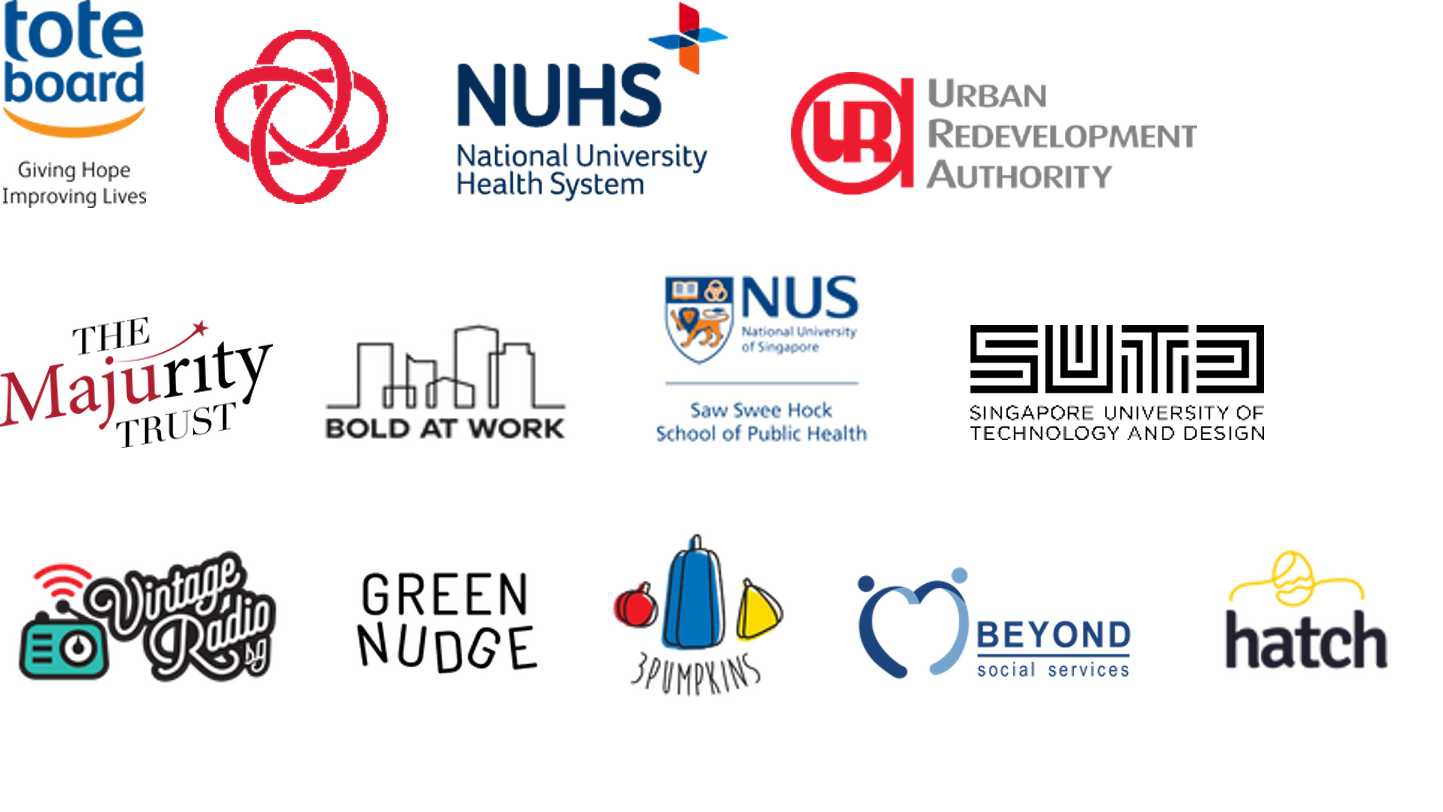 tote
board
Giving Hope
Improving Lives
NUHS
National University
Health System
URBAN
REDEVELOPMENT
AUTHORITY
THE
Majurity
TRUST
BOLD AT WORK
NUS
National University
of Singapore
Saw Swee Hock
School of Public Health
SUTD
SINGAPORE UNIVERSITY OF
TECHNOLOGY AND DESIGN
Vintage
Radio
sg
GREEN
NUDGE
3PUMPKINS
BEYOND
social services
hatch